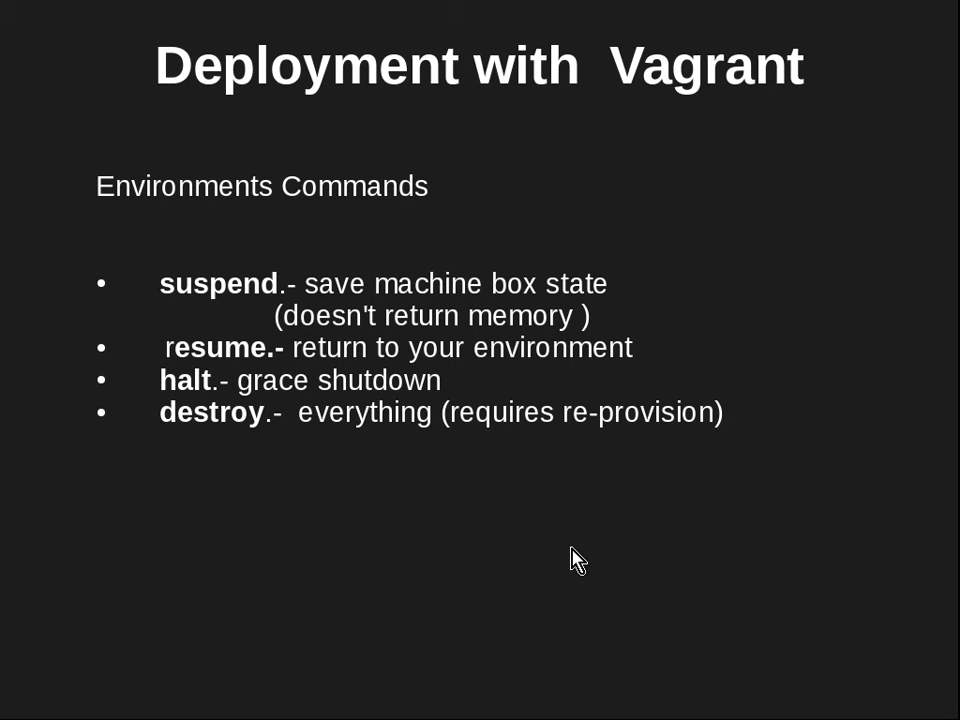 Deployment with  Vagrant
Environments Commands
• suspend.- save machine box state
(doesn't return memory )
• resume.- return to your environment
• halt.- grace shutdown
• destroy.-  everything (requires re-provision)